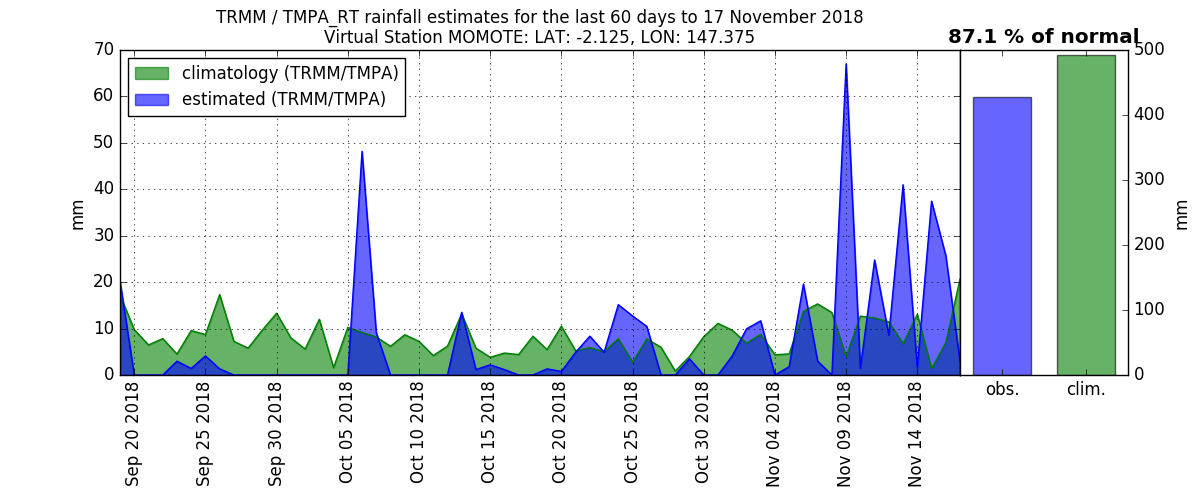 TRMM / TMPA_RT rainfall estimates for the last 60 days to 17 November 2018
Virtual Station MOMOTE: LAT: -2.125, LON: 147.375
87.1 % of normal
climatology (TRMM/TMPA)
estimated (TRMM/TMPA)
70
60
50
40
30
20
10
0
mm
500
400
300
200
100
0
mm
Sep 20 2018
Sep 25 2018
Sep 30 2018
Oct 05 2018
Oct 10 2018
Oct 15 2018
Oct 20 2018
Oct 25 2018
Oct 30 2018
Nov 04 2018
Nov 09 2018
Nov 14 2018
obs.
clim.